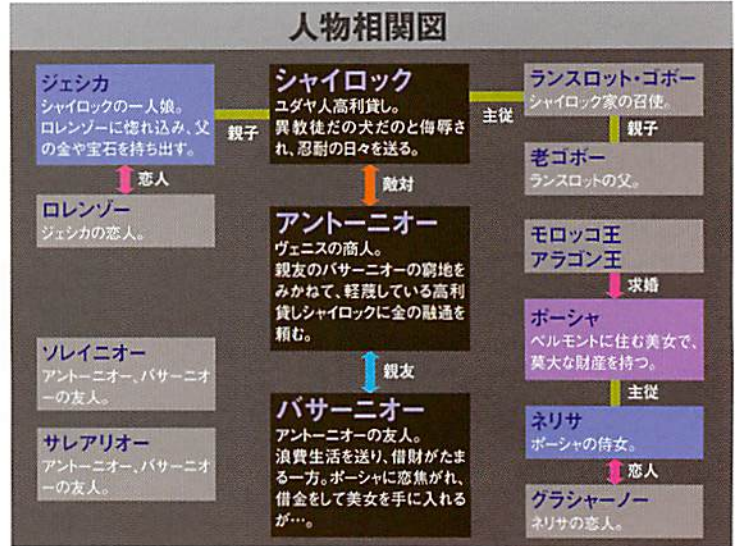 人物相関図
ジェシカ
シャイロックの一人娘。
ロレンゾーに惚れ込み、父
の金や宝石を持ち出す。
親子
恋人
ロレンゾー
ジェシカの恋人。
ソレイニオー
アントーニオー、バサーニオ
ーの友人。
サレアリオー
アントーニオー、バサーニオ
ーの友人。
シャイロック
ユダヤ人高利貸し。
異教徒だの犬だのと侮辱さ
れ、忍耐の日々を送る。
敵対
アントーニオー
ヴェニスの商人。
親友のバサーニオーの窮地を
みかねて、軽蔑している高利
貸しシャイロックに金の融通を
頼む。
親友
バサーニオー
アントーニオーの友人。
浪費生活を送り、借財がたま
る一方。ポーシャに恋焦がれ、
借金をして美女を手に入れる
が…。
主従
ランスロット・ゴボー
シャイロック家の召使。
親子
老ゴボー
ランスロットの父。
モロッコ王
アラゴン王
求婚
ポーシャ
ベルモントに住む美女で、
莫大な財産を持つ。
主従
ネリサ
ポーシャの侍女。
恋人
グラシャーノー
ネリサの恋人。